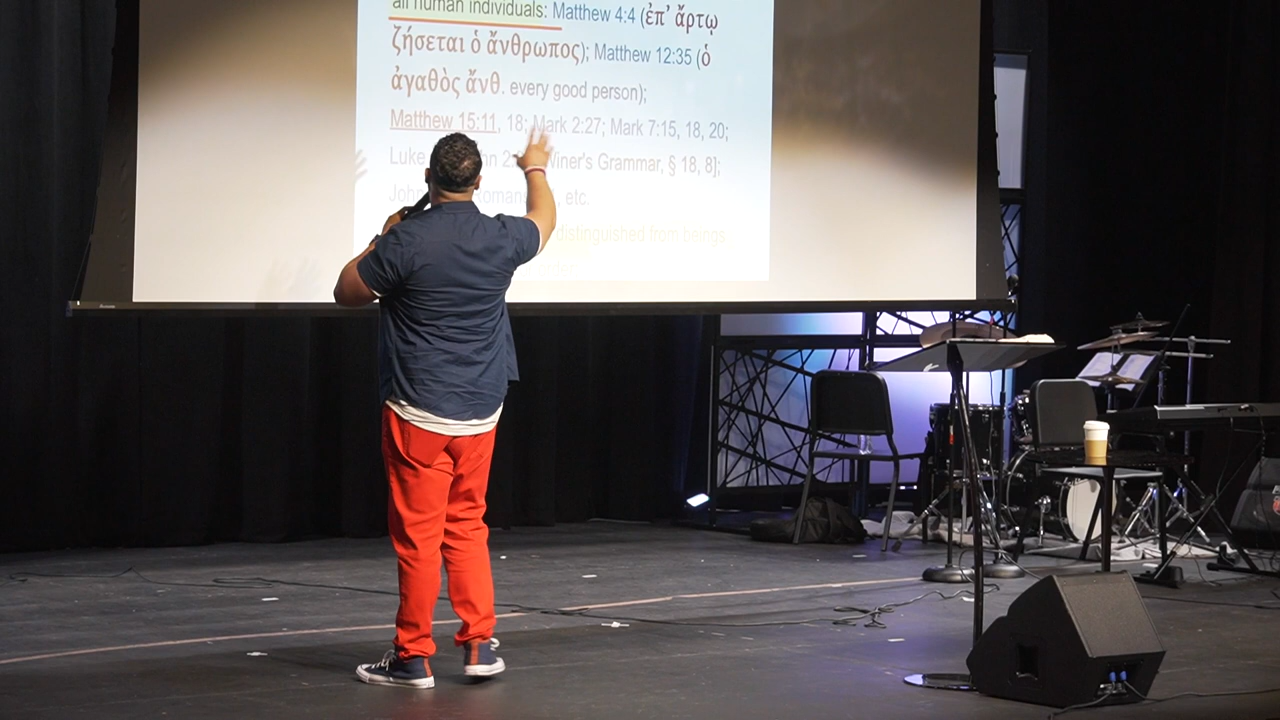 all human individuals: Matthew 4:4 (ἐπ' ἄρτῳ
ζήσεται ὁ ἄνθρωπος); Matthew 12:35 (ὁ
ἀγαθὸς ἄνθ. every good person);
Matthew 15:11, 18; Mark 2:27; Mark 7:15, 18, 20;
Luke Winer's Grammar, § 18, 8];
John etc.
distinguished from beings